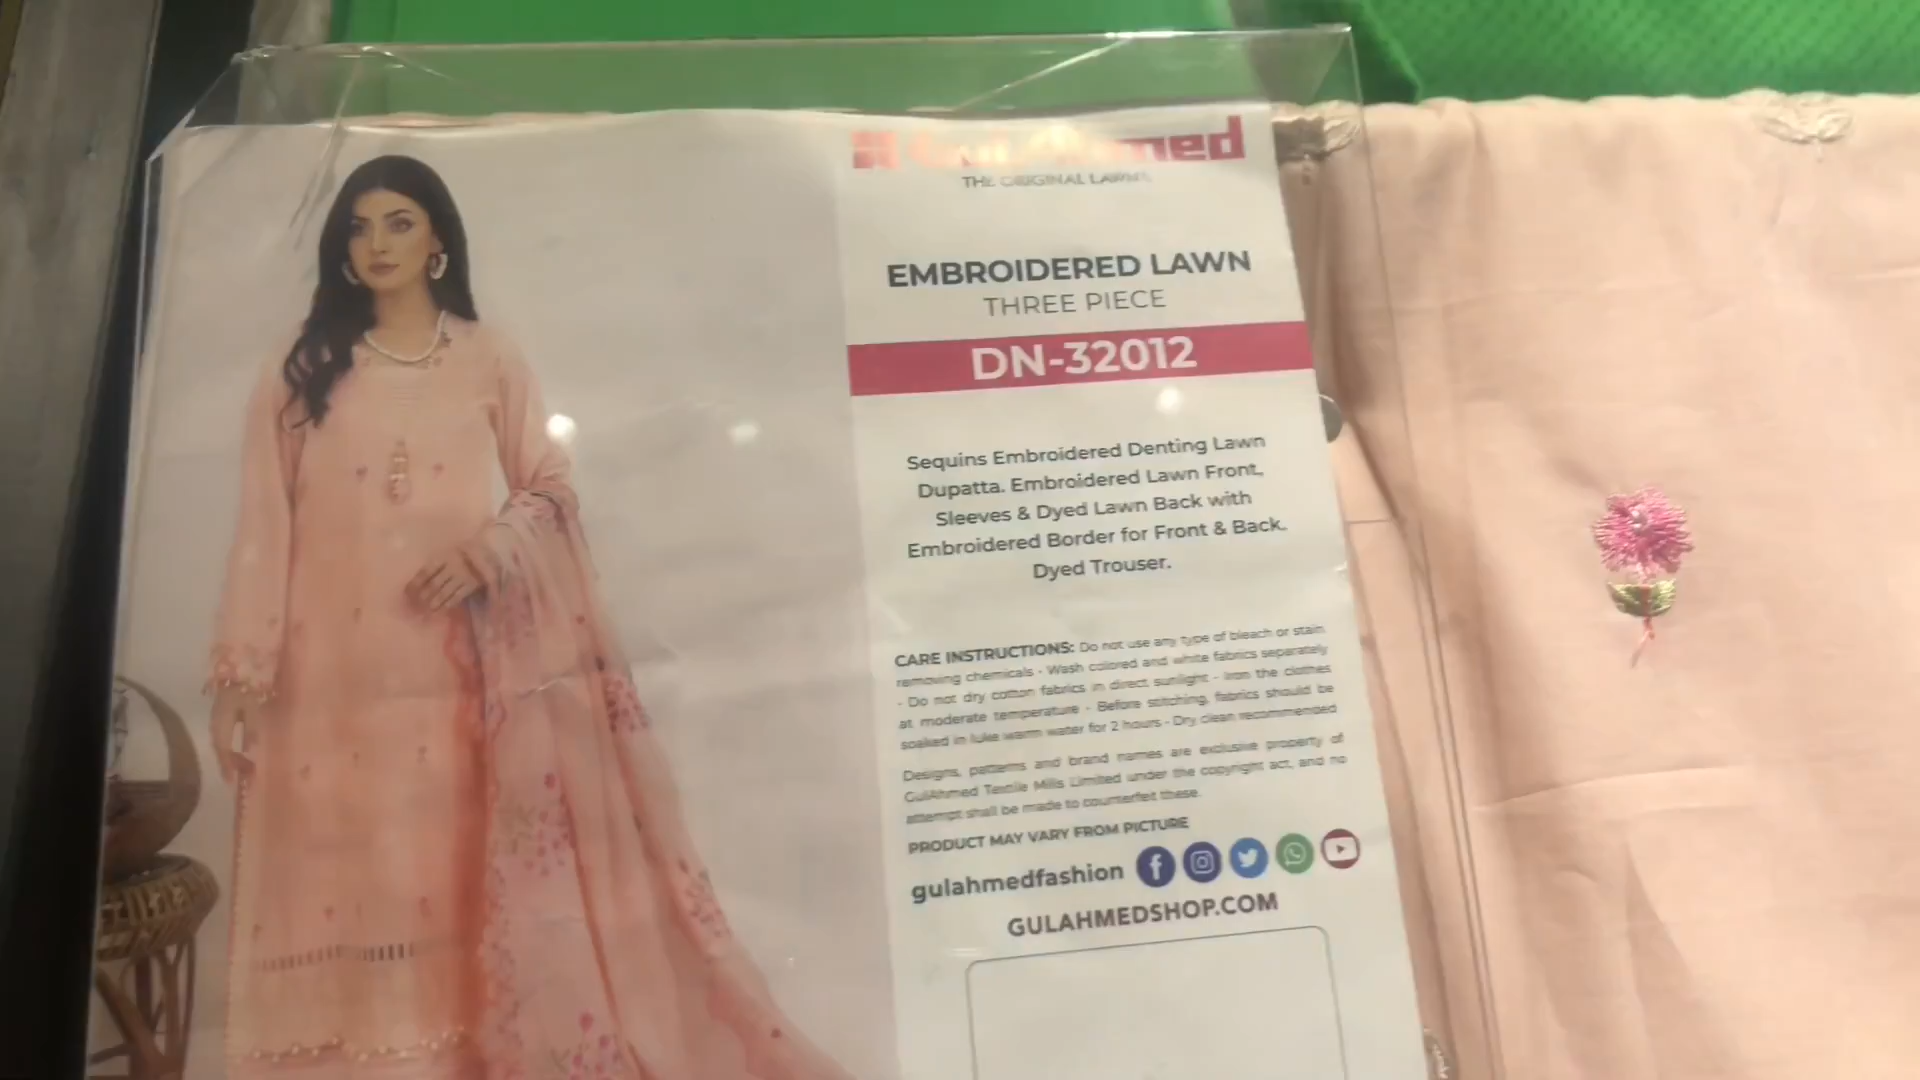 GulAhmed
THE ORIGINAL LAWN
EMBROIDERED LAWN
THREE PIECE
DN-32012
Sequins Embroidered Denting Lawn
Dupatta. Embroidered Lawn Front,
Sleeves & Dyed Lawn Back with
Embroidered Border for Front & Back.
Dyed Trouser.
CARE INSTRUCTIONS: Do not use any type of bleach or stain
removing chemicals - Wash colored and white fabrics separately
- Do not dry cotton fabrics in direct sunlight - Iron the clothes
at moderate temperature - Before stitching, fabrics should be
soaked in luke warm water for 2 hours - Dry clean recommended
Designs, patterns and brand names are exclusive property of
GulAhmed Textile Mills Limited under the copyright act, and no
attempt shall be made to counterfeit these.
PRODUCT MAY VARY FROM PICTURE
gulahmedfashion
GULAHMEDSHOP.COM